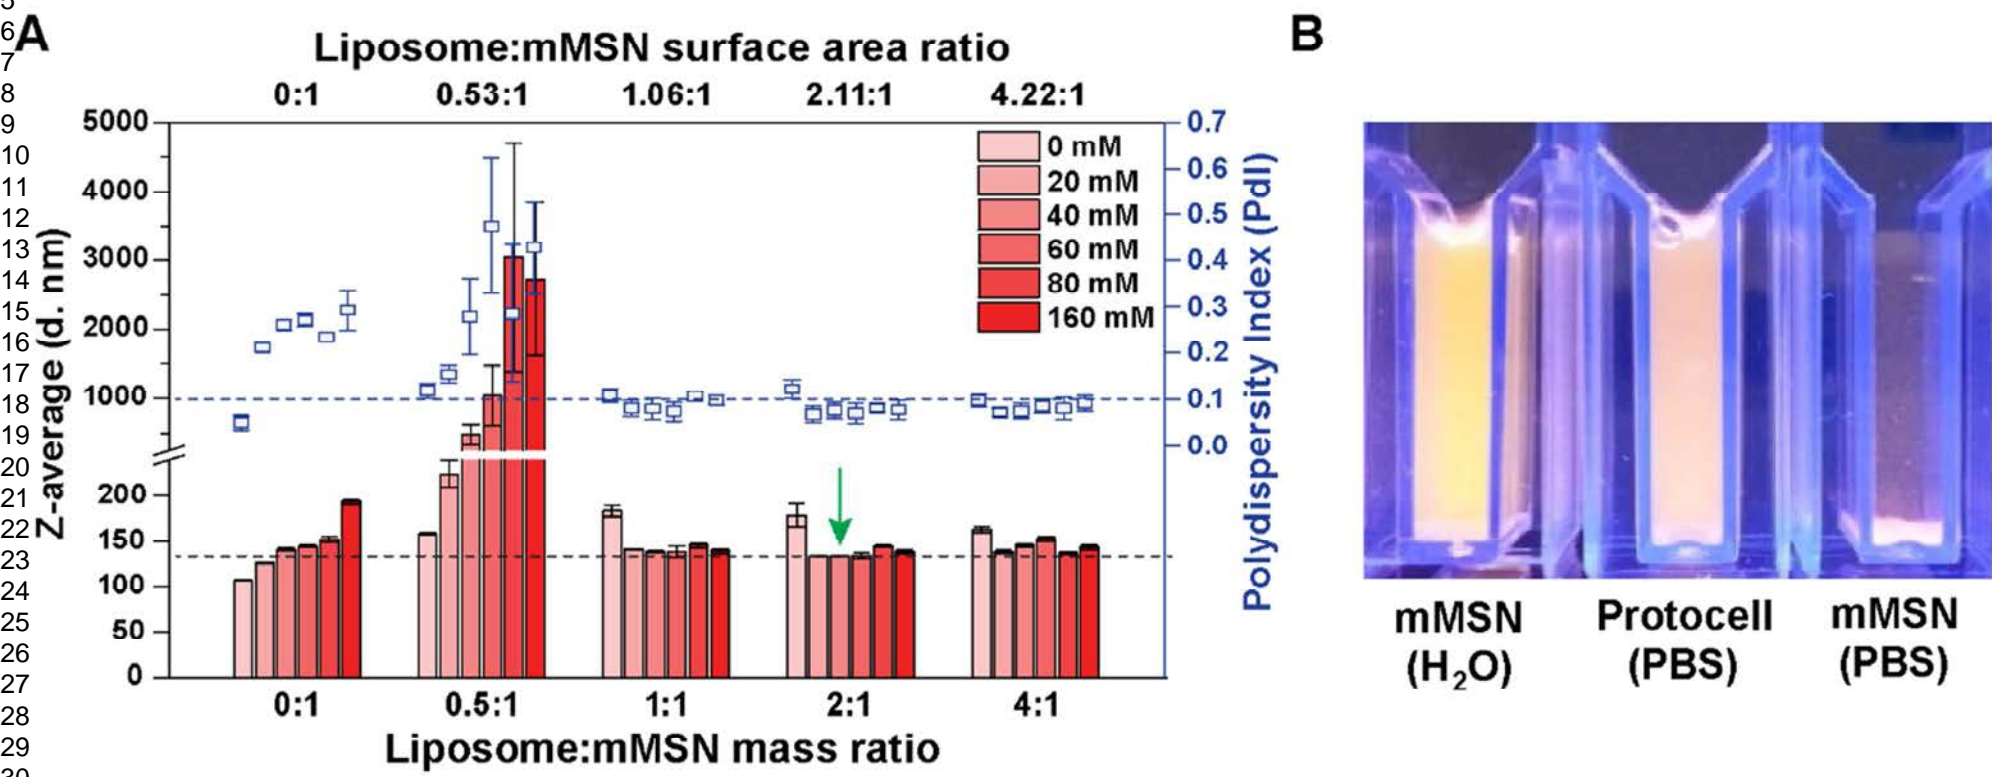 5
6
7
8
9
10
11
12
13
14
15
16
17
18
19
20
21
22
23
24
25
26
27
28
29
30
A
Liposome:mMSN surface area ratio
0:1 0.53:1 1.06:1 2.11:1 4.22:1
Z-average (d. nm)
5000
4000
3000
2000
1000
200
150
100
50
0
0 mM
20 mM
40 mM
60 mM
80 mM
160 mM
0.7
0.6
0.5
0.4
0.3
0.2
0.1
0.0
Polydispersity Index (PdI)
0:1 0.5:1 1:1 2:1 4:1
Liposome:mMSN mass ratio
B
mMSN
(H₂O)
Protocell
(PBS)
mMSN
(PBS)